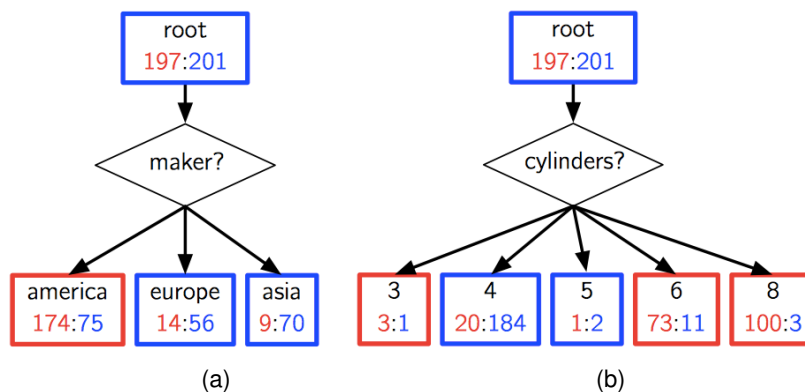 root
197:201
maker?
america
174:75
europe
14:56
asia
9:70
(a)
root
197:201
cylinders?
3
3:1
4
20:184
5
1:2
6
73:11
8
100:3
(b)